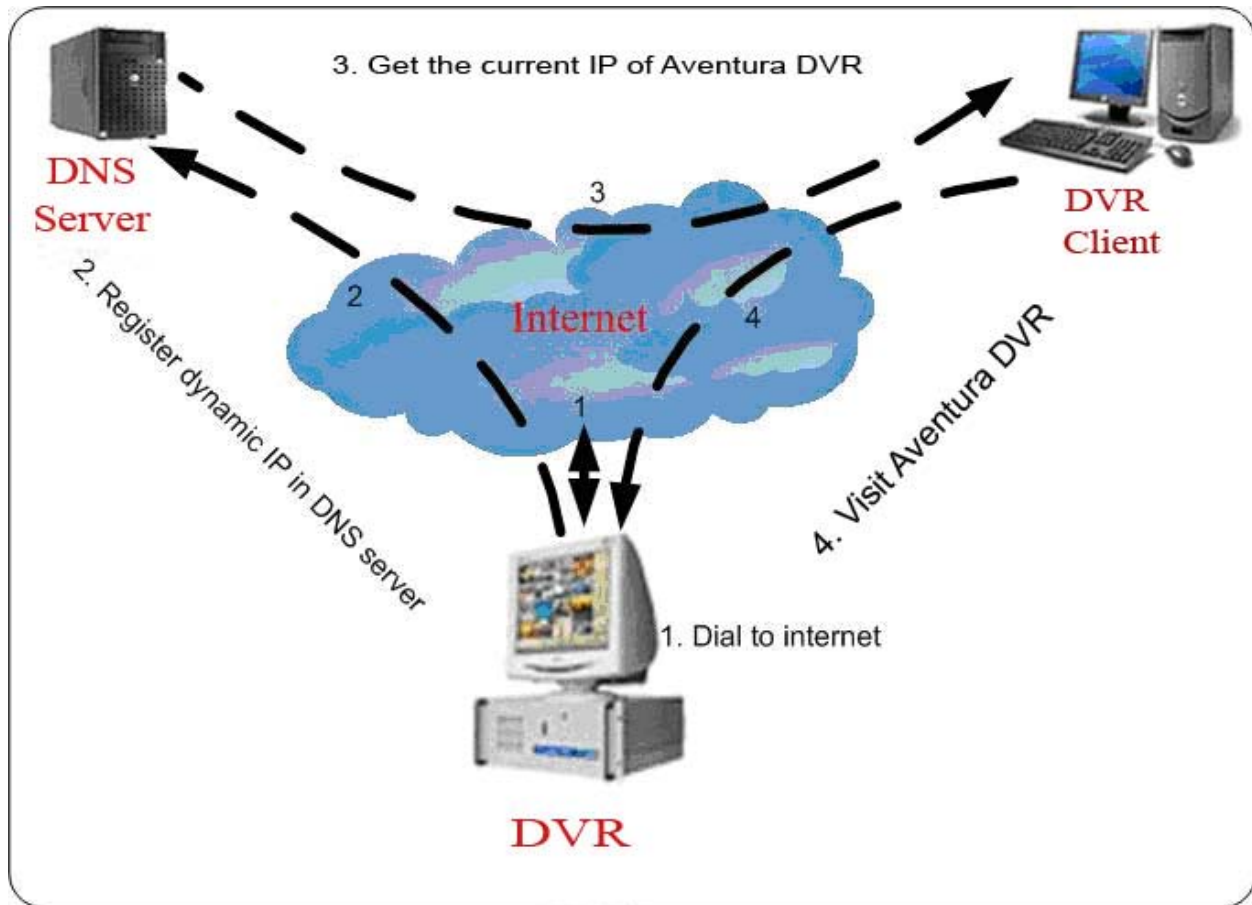 3. Get the current IP of Aventura DVR
DNS
Server
DVR
Client
3
2
Internet
4
1
2. Register dynamic IP in DNS server
4. Visit Aventura DVR
1. Dial to internet
DVR